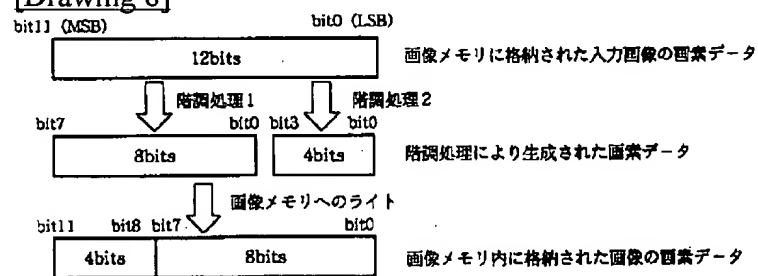 [Drawing 6]
bit11 (MSB) bit0 (LSB)
12bits 画像メモリに格納された入力画像の画素データ
階調処理1 階調処理2
bit7 bit0 bit3 bit0
8bits 4bits 階調処理により生成された画素データ
画像メモリへのライト
bit11 bit8 bit7 bit0
4bits 8bits 画像メモリ内に格納された画像の画素データ